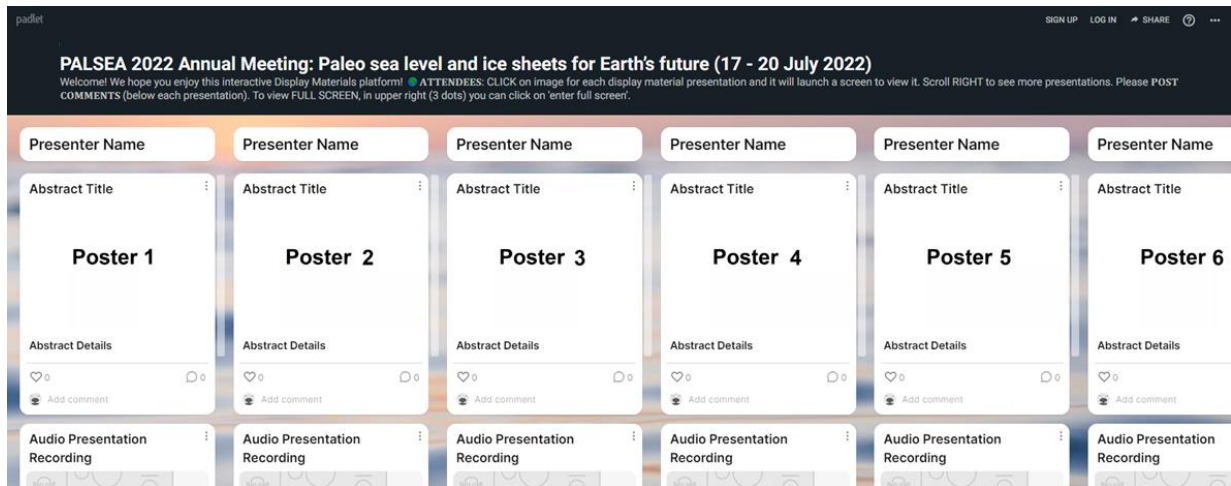 padlet
SIGN UP LOG IN SHARE
PALSEA 2022 Annual Meeting: Paleo sea level and ice sheets for Earth's future (17 - 20 July 2022)
Welcome! We hope you enjoy this interactive Display Materials platform! ATTENDEES: CLICK on image for each display material presentation and it will launch a screen to view it. Scroll RIGHT to see more presentations. Please POST
COMMENTS (below each presentation). To view FULL SCREEN, in upper right (3 dots) you can click on 'enter full screen'.
Presenter Name Presenter Name Presenter Name Presenter Name Presenter Name Presenter Name
Abstract Title Abstract Title Abstract Title Abstract Title Abstract Title Abstract Title
Poster 1 Poster 2 Poster 3 Poster 4 Poster 5 Poster 6
Abstract Details Abstract Details Abstract Details Abstract Details Abstract Details Abstract Details
0 0 0 0 0 0 0 0 0 0 0
Add comment Add comment Add comment Add comment Add comment Add comment
Audio Presentation Audio Presentation Audio Presentation Audio Presentation Audio Presentation Audio Presentation
Recording Recording Recording Recording Recording Recording